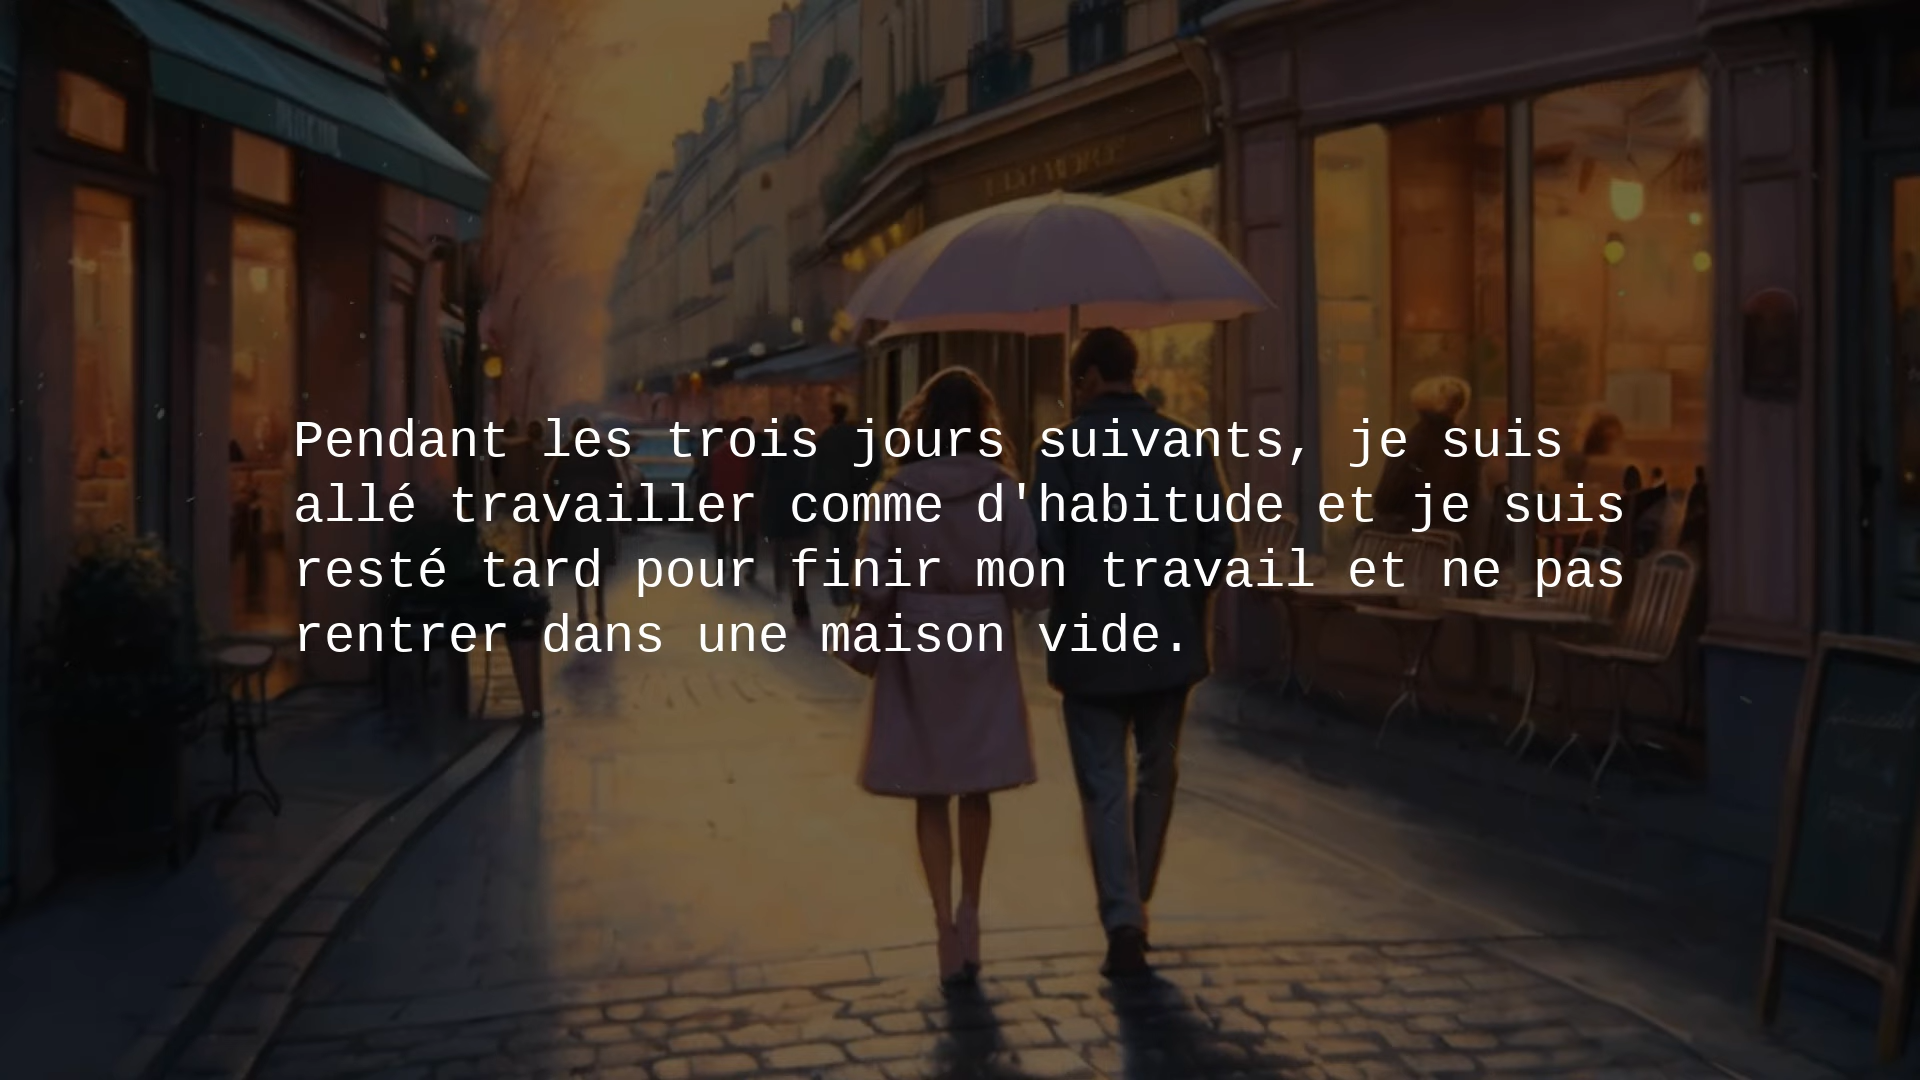 Pendant les trois jours suivants, je suis
allé travailler comme d'habitude et je suis
resté tard pour finir mon travail et ne pas
rentrer dans une maison vide.